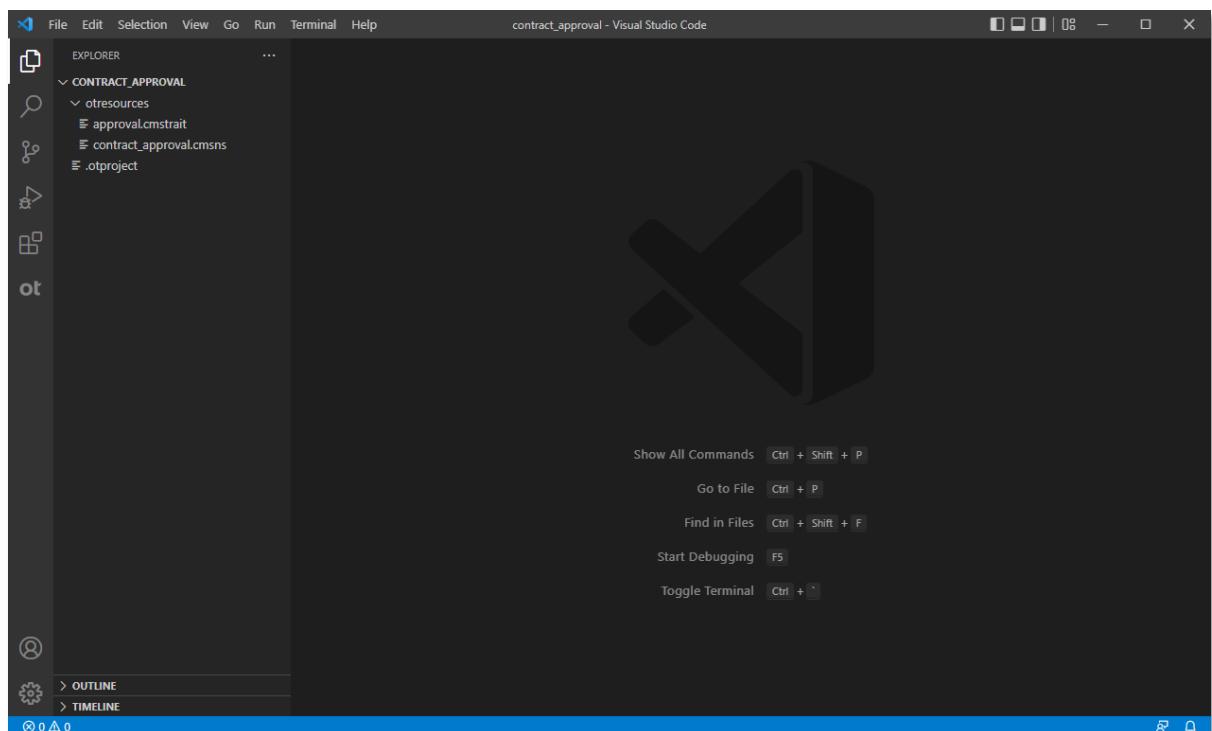 File Edit Selection View Go Run Terminal Help contract_approval - Visual Studio Code
EXPLORER
CONTRACT_APPROVAL
otresources
approval.cmstrait
contract_approval.cmsns
.otproject
ot
Show All Commands Ctrl + Shift + P
Go to File Ctrl + P
Find in Files Ctrl + Shift + F
Start Debugging F5
Toggle Terminal Ctrl + `
OUTLINE
TIMELINE
0 0